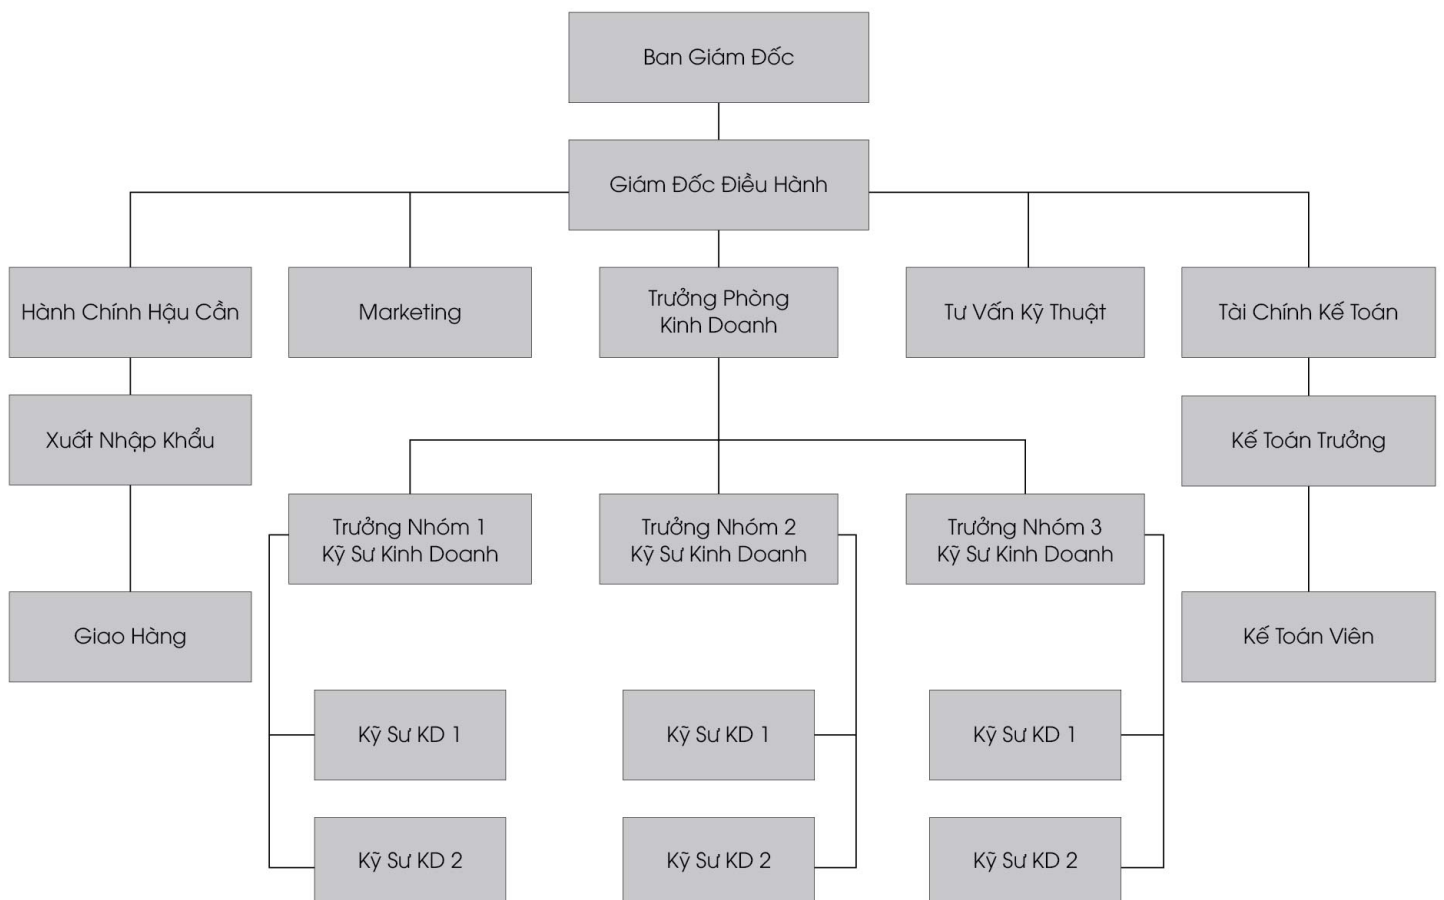 Ban Giám Đốc
Giám Đốc Điều Hành
Hành Chính Hậu Cần
Marketing
Trưởng Phòng
Kinh Doanh
Tư Vấn Kỹ Thuật
Tài Chính Kế Toán
Xuất Nhập Khẩu
Kế Toán Trưởng
Trưởng Nhóm 1
Kỹ Sư Kinh Doanh
Trưởng Nhóm 2
Kỹ Sư Kinh Doanh
Trưởng Nhóm 3
Kỹ Sư Kinh Doanh
Giao Hàng
Kế Toán Viên
Kỹ Sư KD 1
Kỹ Sư KD 1
Kỹ Sư KD 1
Kỹ Sư KD 2
Kỹ Sư KD 2
Kỹ Sư KD 2